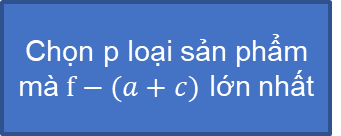 Chọn p loại sản phẩm
mà f − (a + c) lớn nhất